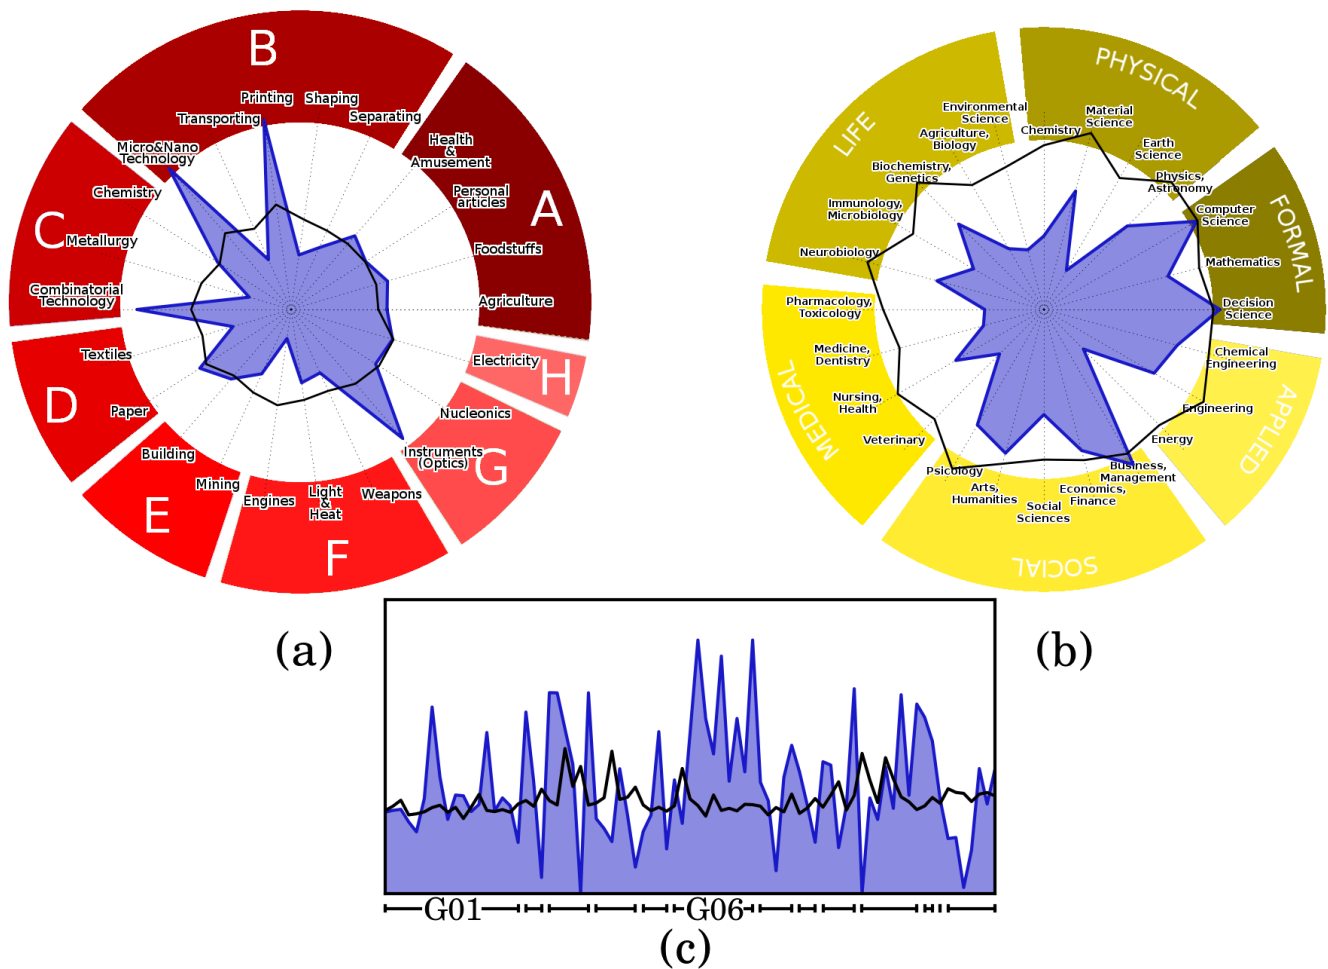 B
Printing
Shaping
Transporting
Separating
Micro&Nano
Technology
Health
&
Amusement
Chemistry
Personal
articles
A
C
Metallurgy
Foodstuffs
Combinatorial
Technology
Agriculture
Textiles
Electricity
H
D
Paper
Nucleonics
Building
Instruments
(Optics)
G
Mining
Engines
Light
&
Heat
Weapons
E
F
(a)
PHYSICAL
LIFE
Environmental
Science
Material
Science
Chemistry
Agriculture,
Biology
Earth
Science
Biochemistry,
Genetics
Physics,
Astronomy
Immunology,
Microbiology
Computer
Science
FORMAL
Neurobiology
Mathematics
Pharmacology,
Toxicology
Decision
Science
Medicine,
Dentistry
Chemical
Engineering
MEDICAL
Nursing,
Health
Engineering
APPLIED
Veterinary
Energy
Psicology
Business,
Management
Arts,
Humanities
Economics,
Finance
Social
Sciences
SOCIAL
(b)
G01
G06
(c)